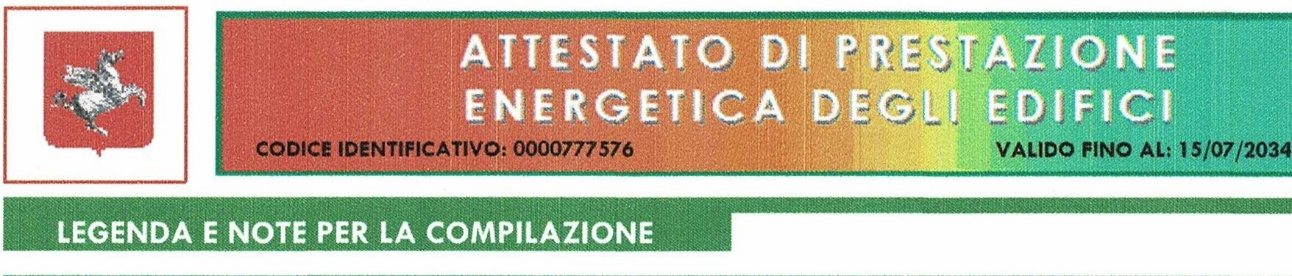 ATTESTATO DI PRESTAZIONE
ENERGETICA DEGLI EDIFICI
CODICE IDENTIFICATIVO: 0000777576 VALIDO FINO AL: 15/07/2034
LEGENDA E NOTE PER LA COMPILAZIONE